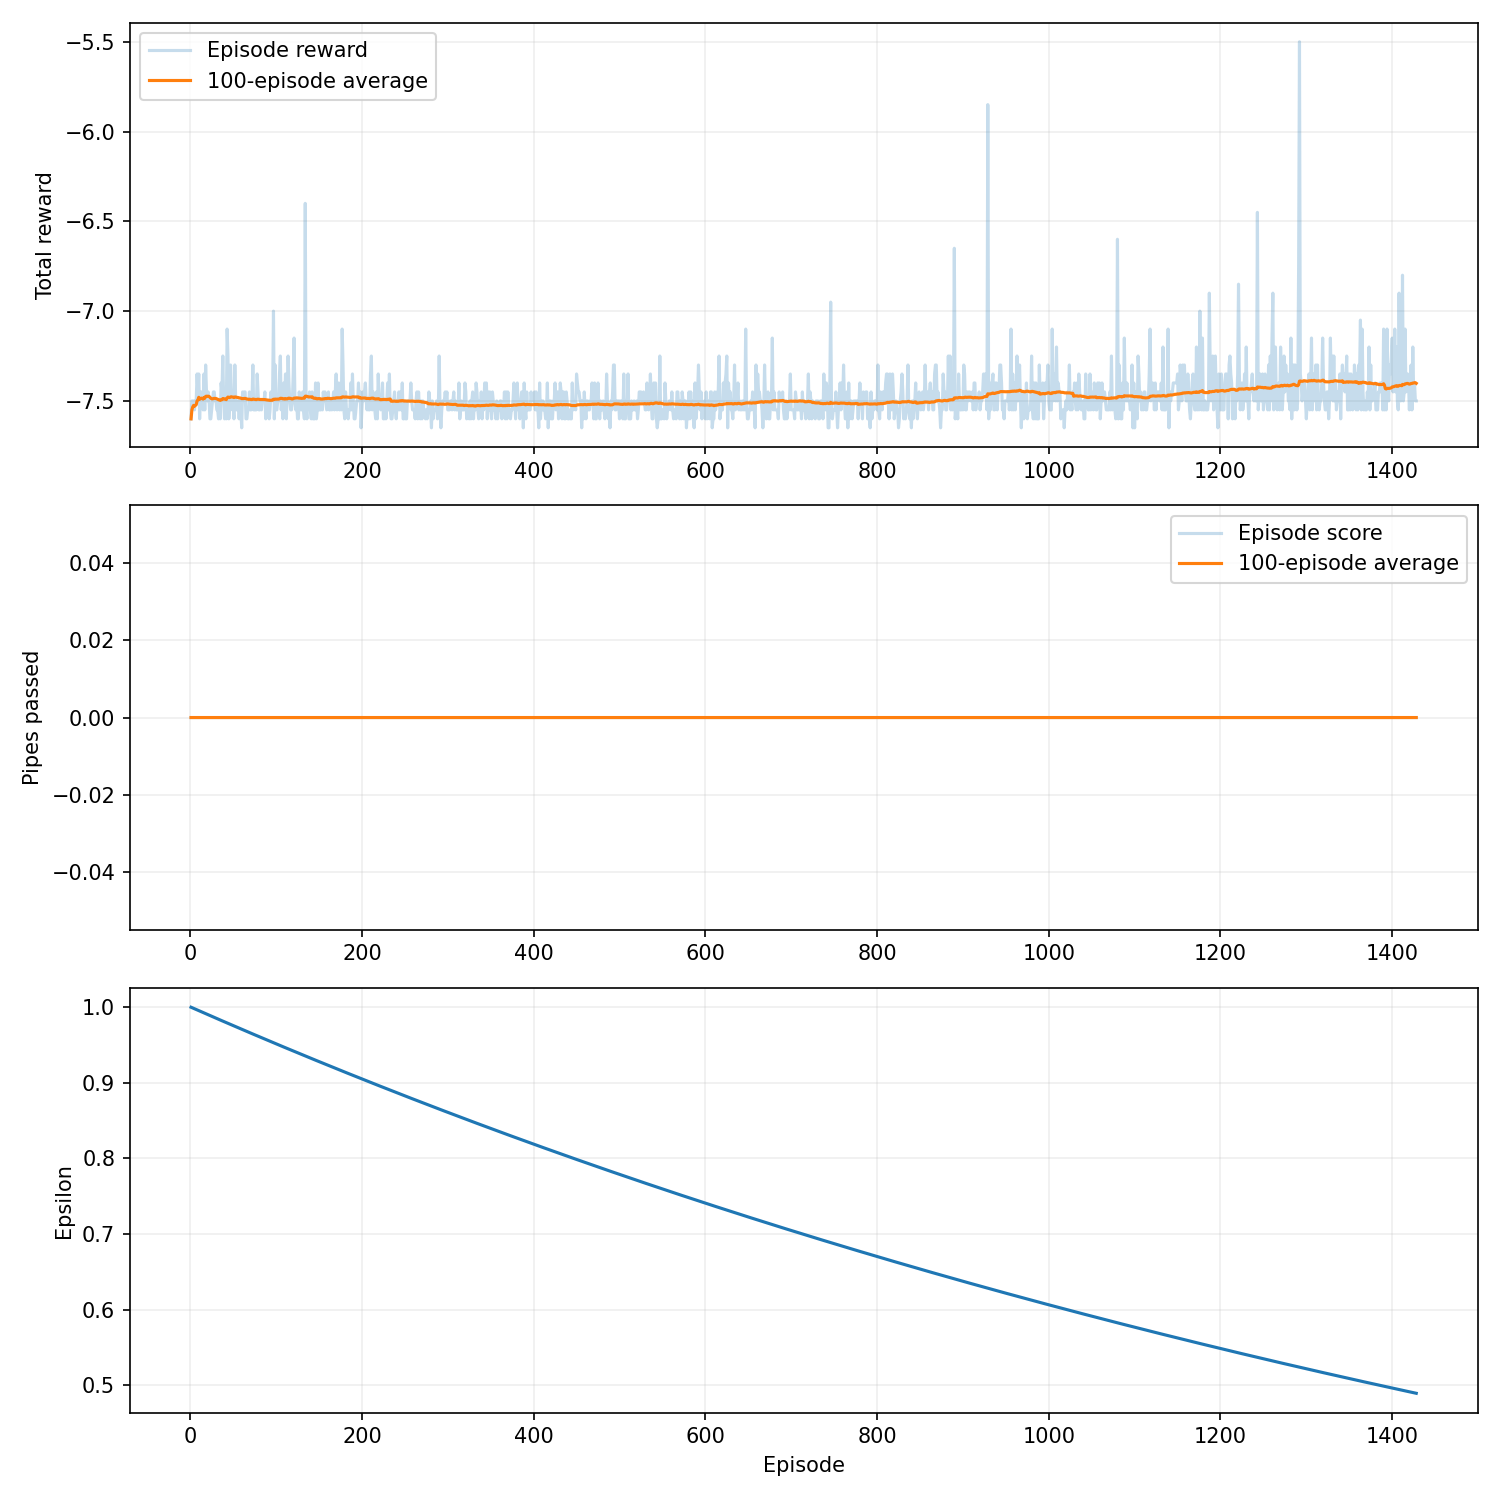 Episode reward
100-episode average
Total reward
−5.5
−6.0
−6.5
−7.0
−7.5
0 200 400 600 800 1000 1200 1400
Episode score
100-episode average
Pipes passed
0.04
0.02
0.00
−0.02
−0.04
0 200 400 600 800 1000 1200 1400
Epsilon
1.0
0.9
0.8
0.7
0.6
0.5
0 200 400 600 800 1000 1200 1400
Episode